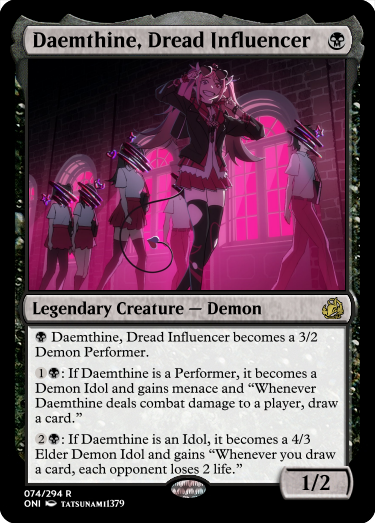 Daemthine, Dread Influencer
Legendary Creature — Demon
Daemthine, Dread Influencer becomes a 3/2
Demon Performer.
1 : If Daemthine is a Performer, it becomes a
Demon Idol and gains menace and “Whenever
Daemthine deals combat damage to a player, draw
a card.”
2 : If Daemthine is an Idol, it becomes a 4/3
Elder Demon Idol and gains “Whenever you draw
a card, each opponent loses 2 life.”
1/2
074/294 R
ONI TATSUNAMI1379